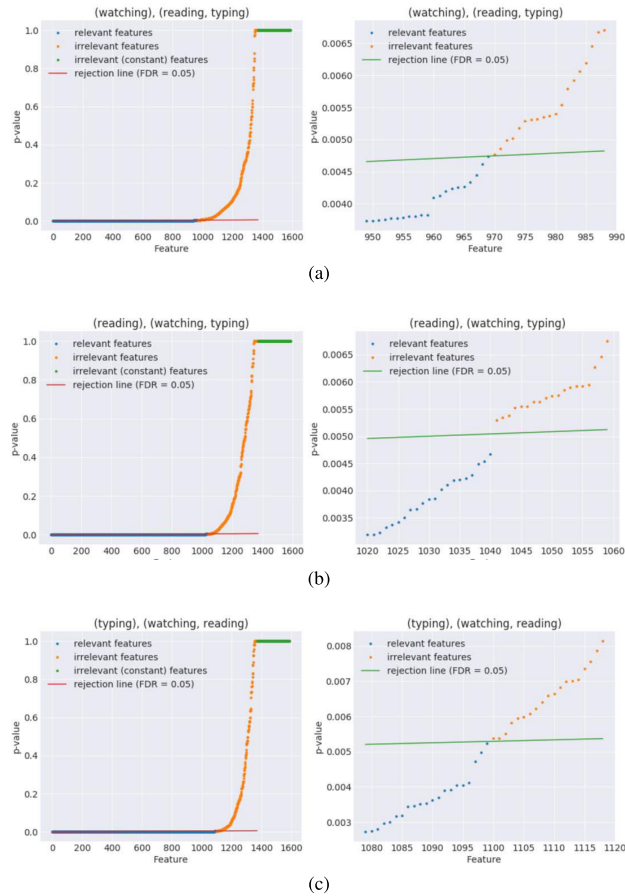 (watching), (reading, typing)
relevant features
irrelevant features
irrelevant (constant) features
rejection line (FDR = 0.05)
1.0
0.8
0.6
0.4
0.2
0.0
p-value
0 200 400 600 800 1000 1200 1400 1600
Feature
(watching), (reading, typing)
relevant features
irrelevant features
rejection line (FDR = 0.05)
0.0065
0.0060
0.0055
0.0050
0.0045
0.0040
p-value
950 955 960 965 970 975 980 985 990
Feature
(a)
(reading), (watching, typing)
relevant features
irrelevant features
irrelevant (constant) features
rejection line (FDR = 0.05)
1.0
0.8
0.6
0.4
0.2
0.0
p-value
0 200 400 600 800 1000 1200 1400 1600
(reading), (watching, typing)
relevant features
irrelevant features
rejection line (FDR = 0.05)
0.0065
0.0060
0.0055
0.0050
0.0045
0.0040
0.0035
p-value
1020 1025 1030 1035 1040 1045 1050 1055 1060
(b)
(typing), (watching, reading)
relevant features
irrelevant features
irrelevant (constant) features
rejection line (FDR = 0.05)
1.0
0.8
0.6
0.4
0.2
0.0
p-value
0 200 400 600 800 1000 1200 1400 1600
Feature
(typing), (watching, reading)
relevant features
irrelevant features
rejection line (FDR = 0.05)
0.008
0.007
0.006
0.005
0.004
0.003
p-value
1080 1085 1090 1095 1100 1105 1110 1115 1120
Feature
(c)